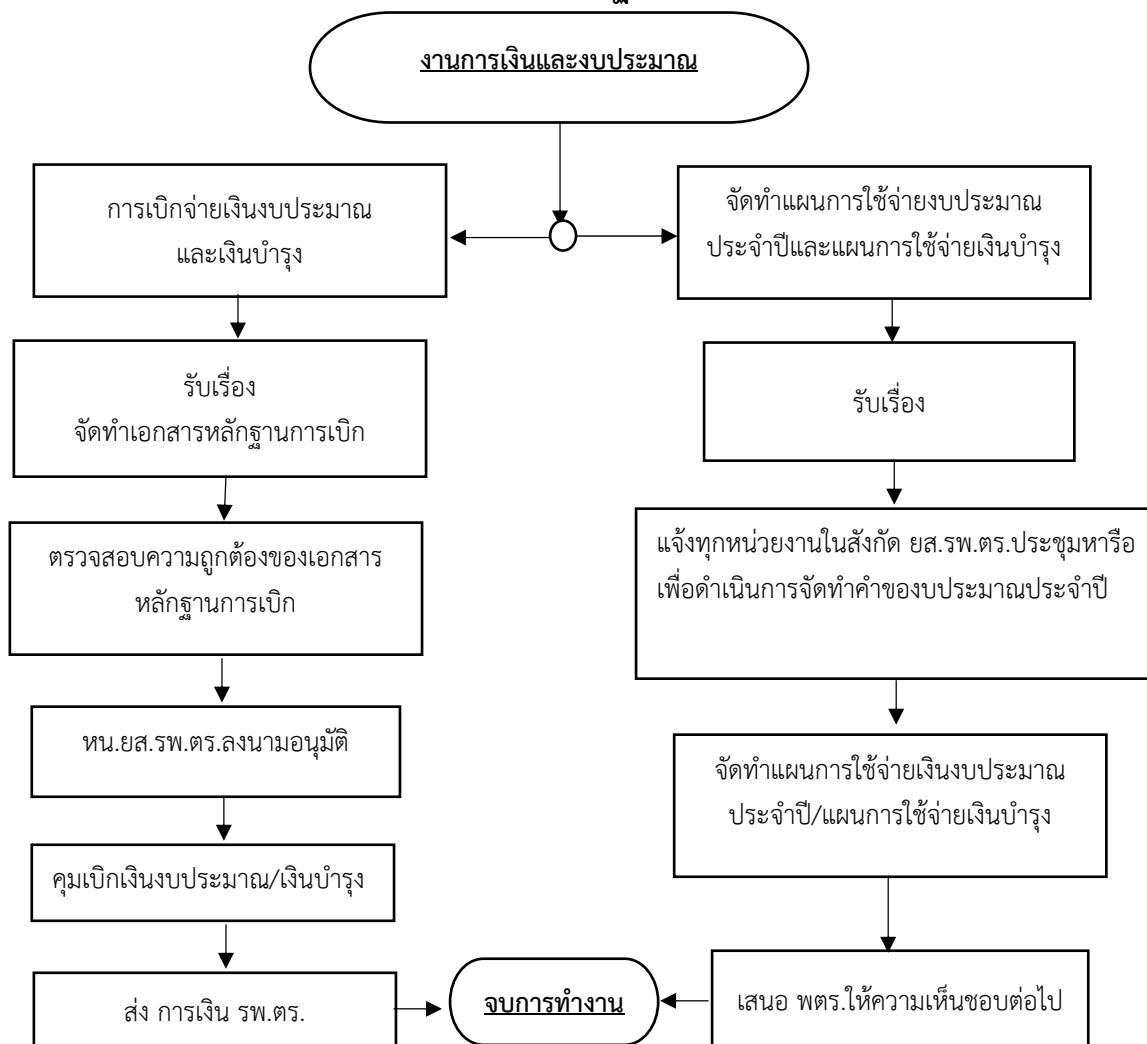 งานการเงินและงบประมาณ
การเบิกจ่ายเงินงบประมาณ
และเงินบำรุง
รับเรื่อง
จัดทำเอกสารหลักฐานการเบิก
ตรวจสอบความถูกต้องของเอกสาร
หลักฐานการเบิก
หน.ยส.รพ.ตร.ลงนามอนุมัติ
คุมเบิกเงินงบประมาณ/เงินบำรุง
ส่ง การเงิน รพ.ตร.
จัดทำแผนการใช้จ่ายงบประมาณ
ประจำปีและแผนการใช้จ่ายเงินบำรุง
รับเรื่อง
แจ้งทุกหน่วยงานในสังกัด ยส.รพ.ตร.ประชุมหารือ
เพื่อดำเนินการจัดทำคำของบประมาณประจำปี
จัดทำแผนการใช้จ่ายเงินงบประมาณ
ประจำปี/แผนการใช้จ่ายเงินบำรุง
เสนอ พตร.ให้ความเห็นชอบต่อไป
จบการทำงาน